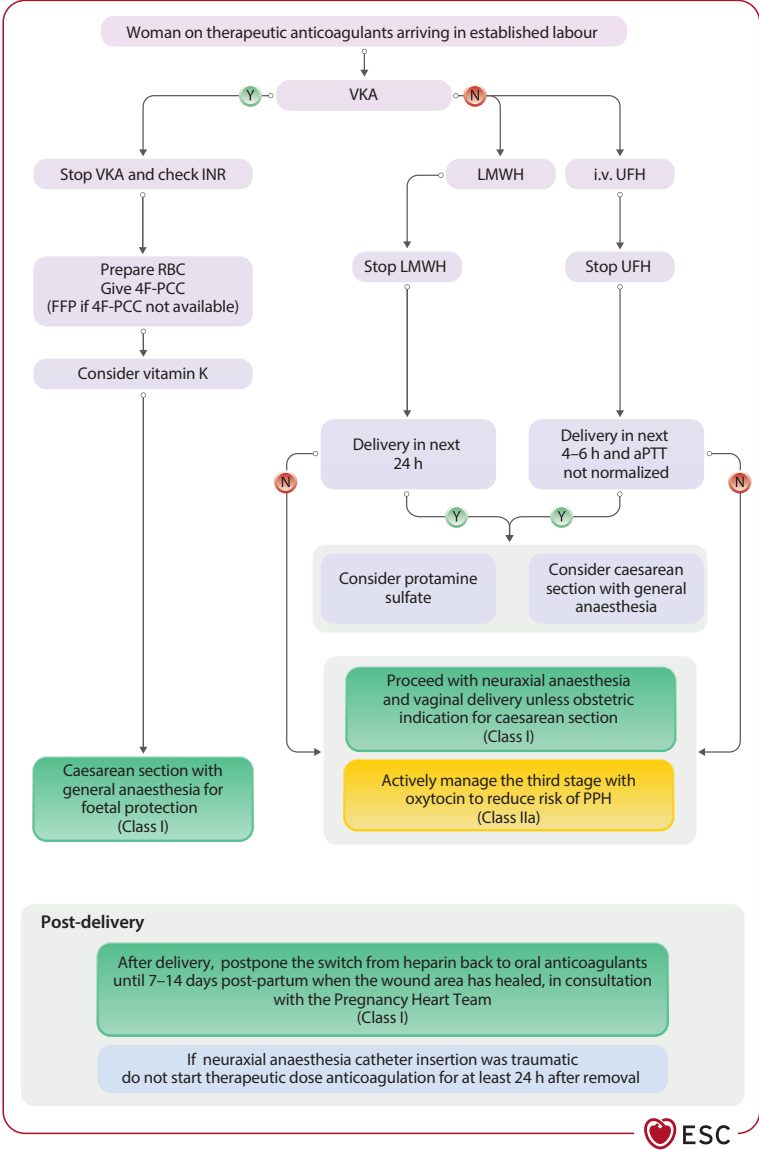 Woman on therapeutic anticoagulants arriving in established labour
Y
VKA
N
Stop VKA and check INR
LMWH
i.v. UFH
Prepare RBC
Give 4F-PCC
(FFP if 4F-PCC not available)
Stop LMWH
Stop UFH
Consider vitamin K
Delivery in next
24 h
Delivery in next
4–6 h and aPTT
not normalized
N
Y
Y
N
Consider protamine
sulfate
Consider caesarean
section with general
anaesthesia
Proceed with neuraxial anaesthesia
and vaginal delivery unless obstetric
indication for caesarean section
(Class I)
Caesarean section with
general anaesthesia for
foetal protection
(Class I)
Actively manage the third stage with
oxytocin to reduce risk of PPH
(Class IIa)
Post-delivery
After delivery, postpone the switch from heparin back to oral anticoagulants
until 7–14 days post-partum when the wound area has healed, in consultation
with the Pregnancy Heart Team
(Class I)
If neuraxial anaesthesia catheter insertion was traumatic
do not start therapeutic dose anticoagulation for at least 24 h after removal
ESC